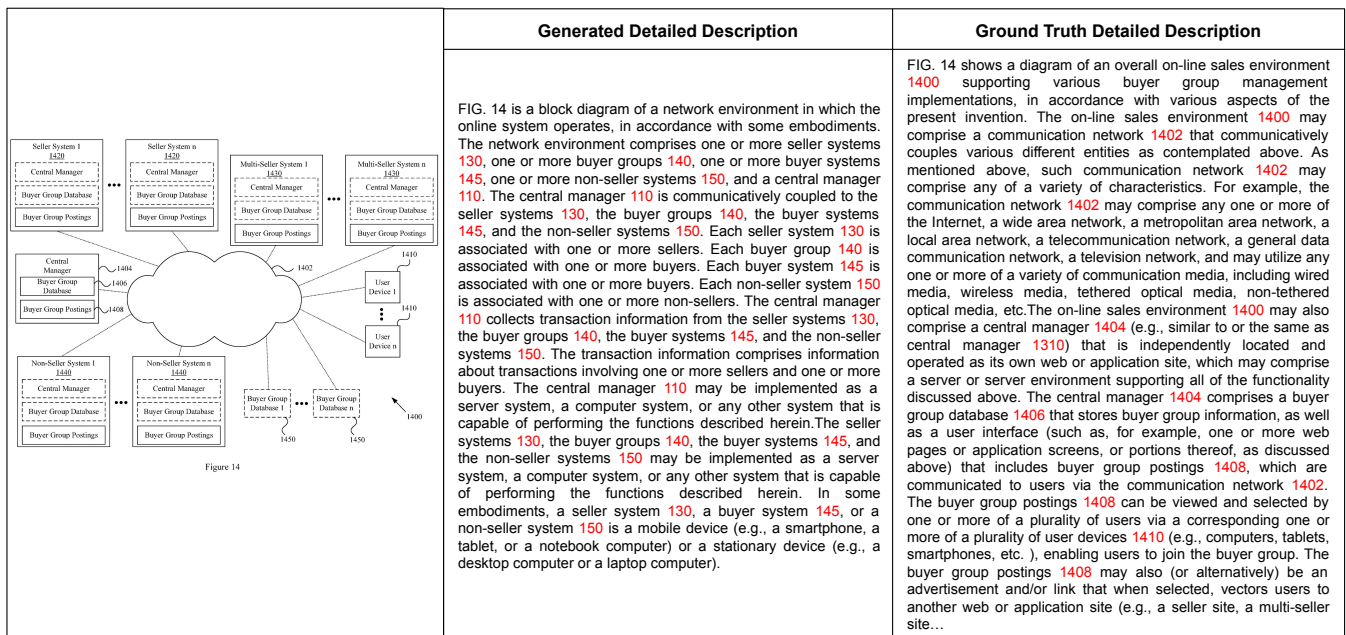 Generated Detailed Description
Ground Truth Detailed Description
Seller System 1
1420
Central Manager
Buyer Group Database
Buyer Group Postings
Seller System n
1420
Central Manager
Buyer Group Database
Buyer Group Postings
Multi-Seller System 1
1430
Central Manager
Buyer Group Database
Buyer Group Postings
Multi-Seller System n
1430
Central Manager
Buyer Group Database
Buyer Group Postings
Central
Manager
1404
Buyer Group
Database
1406
Buyer Group Postings
1408
1402
1410
User
Device 1
1410
User
Device n
Non-Seller System 1
1440
Central Manager
Buyer Group Database
Buyer Group Postings
Non-Seller System n
1440
Central Manager
Buyer Group Database
Buyer Group Postings
Buyer Group
Database 1
1450
Buyer Group
Database n
1450
1400
Figure 14
FIG. 14 is a block diagram of a network environment in which the
online system operates, in accordance with some embodiments.
The network environment comprises one or more seller systems
130, one or more buyer groups 140, one or more buyer systems
145, one or more non-seller systems 150, and a central manager
110. The central manager 110 is communicatively coupled to the
seller systems 130, the buyer groups 140, the buyer systems
145, and the non-seller systems 150. Each seller system 130 is
associated with one or more sellers. Each buyer group 140 is
associated with one or more buyers. Each buyer system 145 is
associated with one or more buyers. Each non-seller system 150
is associated with one or more non-sellers. The central manager
110 collects transaction information from the seller systems 130,
the buyer groups 140, the buyer systems 145, and the non-seller
systems 150. The transaction information comprises information
about transactions involving one or more sellers and one or more
buyers. The central manager 110 may be implemented as a
server system, a computer system, or any other system that is
capable of performing the functions described herein.The seller
systems 130, the buyer groups 140, the buyer systems 145, and
the non-seller systems 150 may be implemented as a server
system, a computer system, or any other system that is capable
of performing the functions described herein. In some
embodiments, a seller system 130, a buyer system 145, or a
non-seller system 150 is a mobile device (e.g., a smartphone, a
tablet, or a notebook computer) or a stationary device (e.g., a
desktop computer or a laptop computer).
FIG. 14 shows a diagram of an overall on-line sales environment
1400 supporting various buyer group management
implementations, in accordance with various aspects of the
present invention. The on-line sales environment 1400 may
comprise a communication network 1402 that communicatively
couples various different entities as contemplated above. As
mentioned above, such communication network 1402 may
comprise any of a variety of characteristics. For example, the
communication network 1402 may comprise any one or more of
the Internet, a wide area network, a metropolitan area network, a
local area network, a telecommunication network, a general data
communication network, a television network, and may utilize any
one or more of a variety of communication media, including wired
media, wireless media, tethered optical media, non-tethered
optical media, etc.The on-line sales environment 1400 may also
comprise a central manager 1404 (e.g., similar to or the same as
central manager 1310) that is independently located and
operated as its own web or application site, which may comprise
a server or server environment supporting all of the functionality
discussed above. The central manager 1404 comprises a buyer
group database 1406 that stores buyer group information, as well
as a user interface (such as, for example, one or more web
pages or application screens, or portions thereof, as discussed
above) that includes buyer group postings 1408, which are
communicated to users via the communication network 1402.
The buyer group postings 1408 can be viewed and selected by
one or more of a plurality of users via a corresponding one or
more of a plurality of user devices 1410 (e.g., computers, tablets,
smartphones, etc. ), enabling users to join the buyer group. The
buyer group postings 1408 may also (or alternatively) be an
advertisement and/or link that when selected, vectors users to
another web or application site (e.g., a seller site, a multi-seller
site…